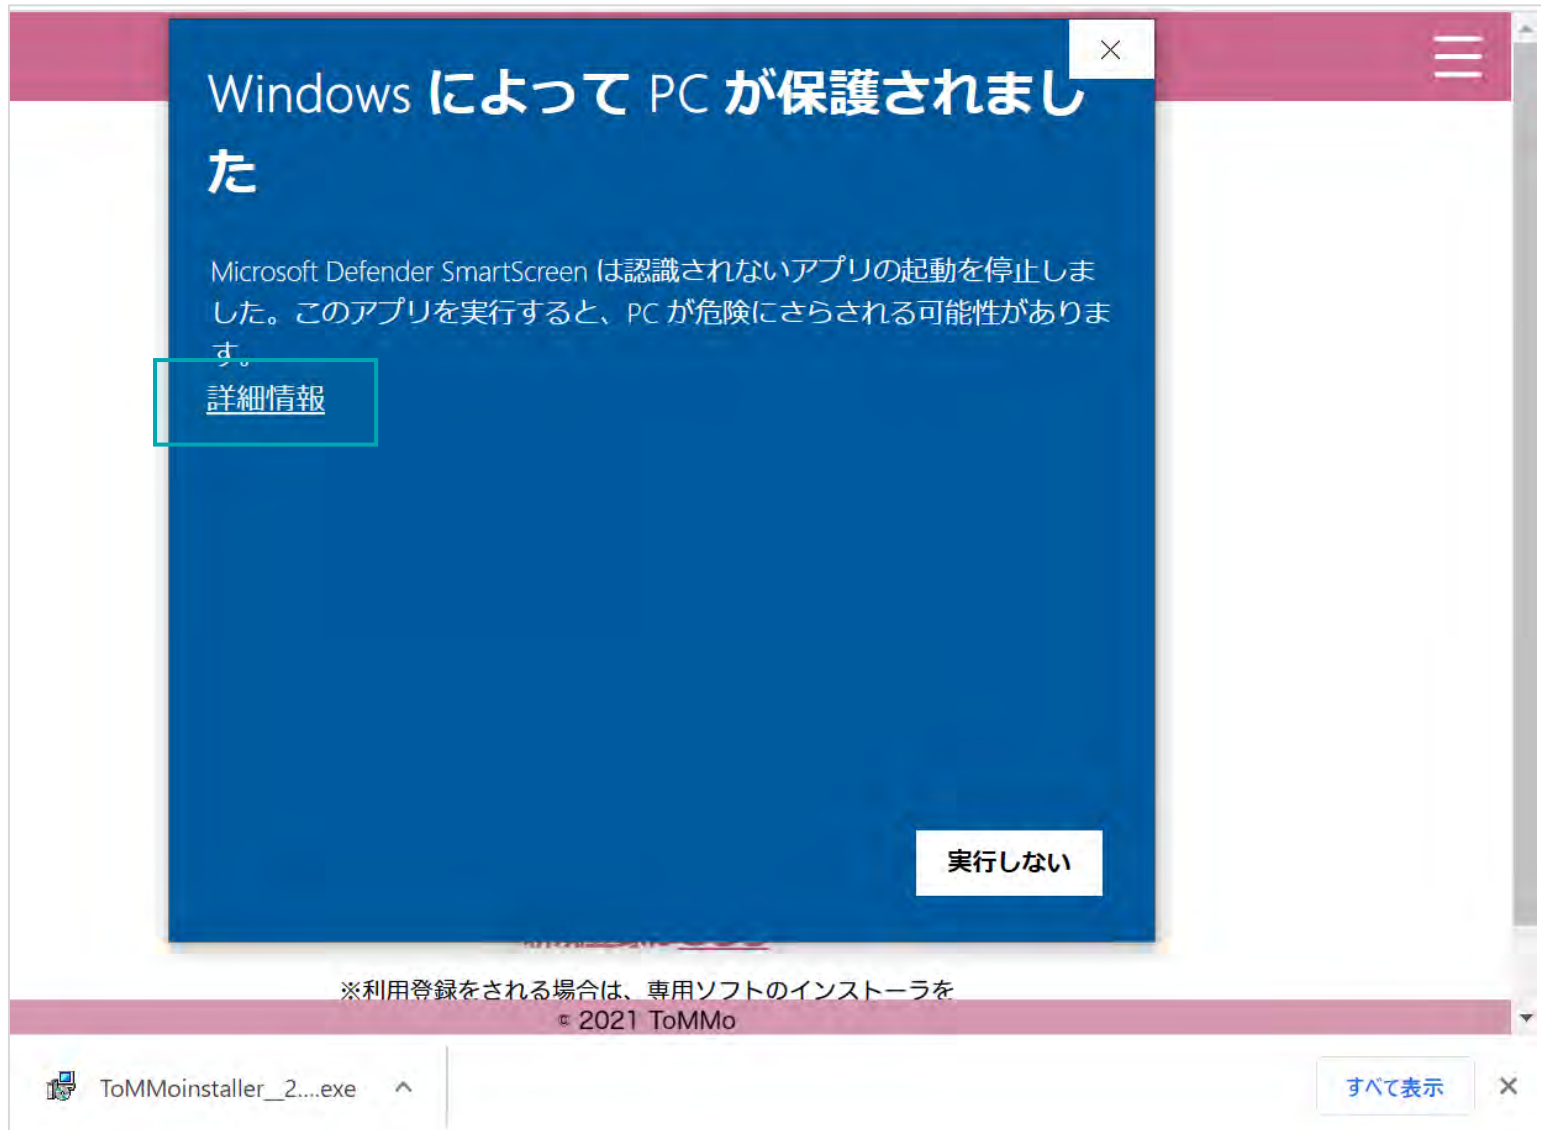 Windows によって PC が保護されまし
た
Microsoft Defender SmartScreen は認識されないアプリの起動を停止しま
した。このアプリを実行すると、PC が危険にさらされる可能性がありま
す。
詳細情報
実行しない
※利用登録をされる場合は、専用ソフトのインストーラを
© 2021 ToMMo
ToMMoinstaller__2....exe
すべて表示